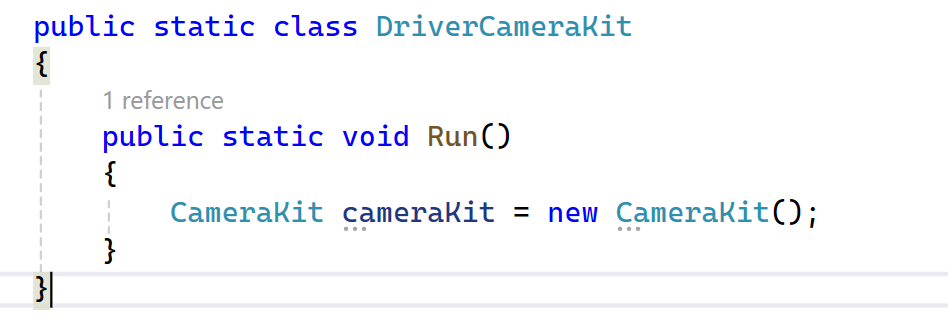 public static class DriverCameraKit
{
1 reference
public static void Run()
{
CameraKit cameraKit = new CameraKit();
}
}